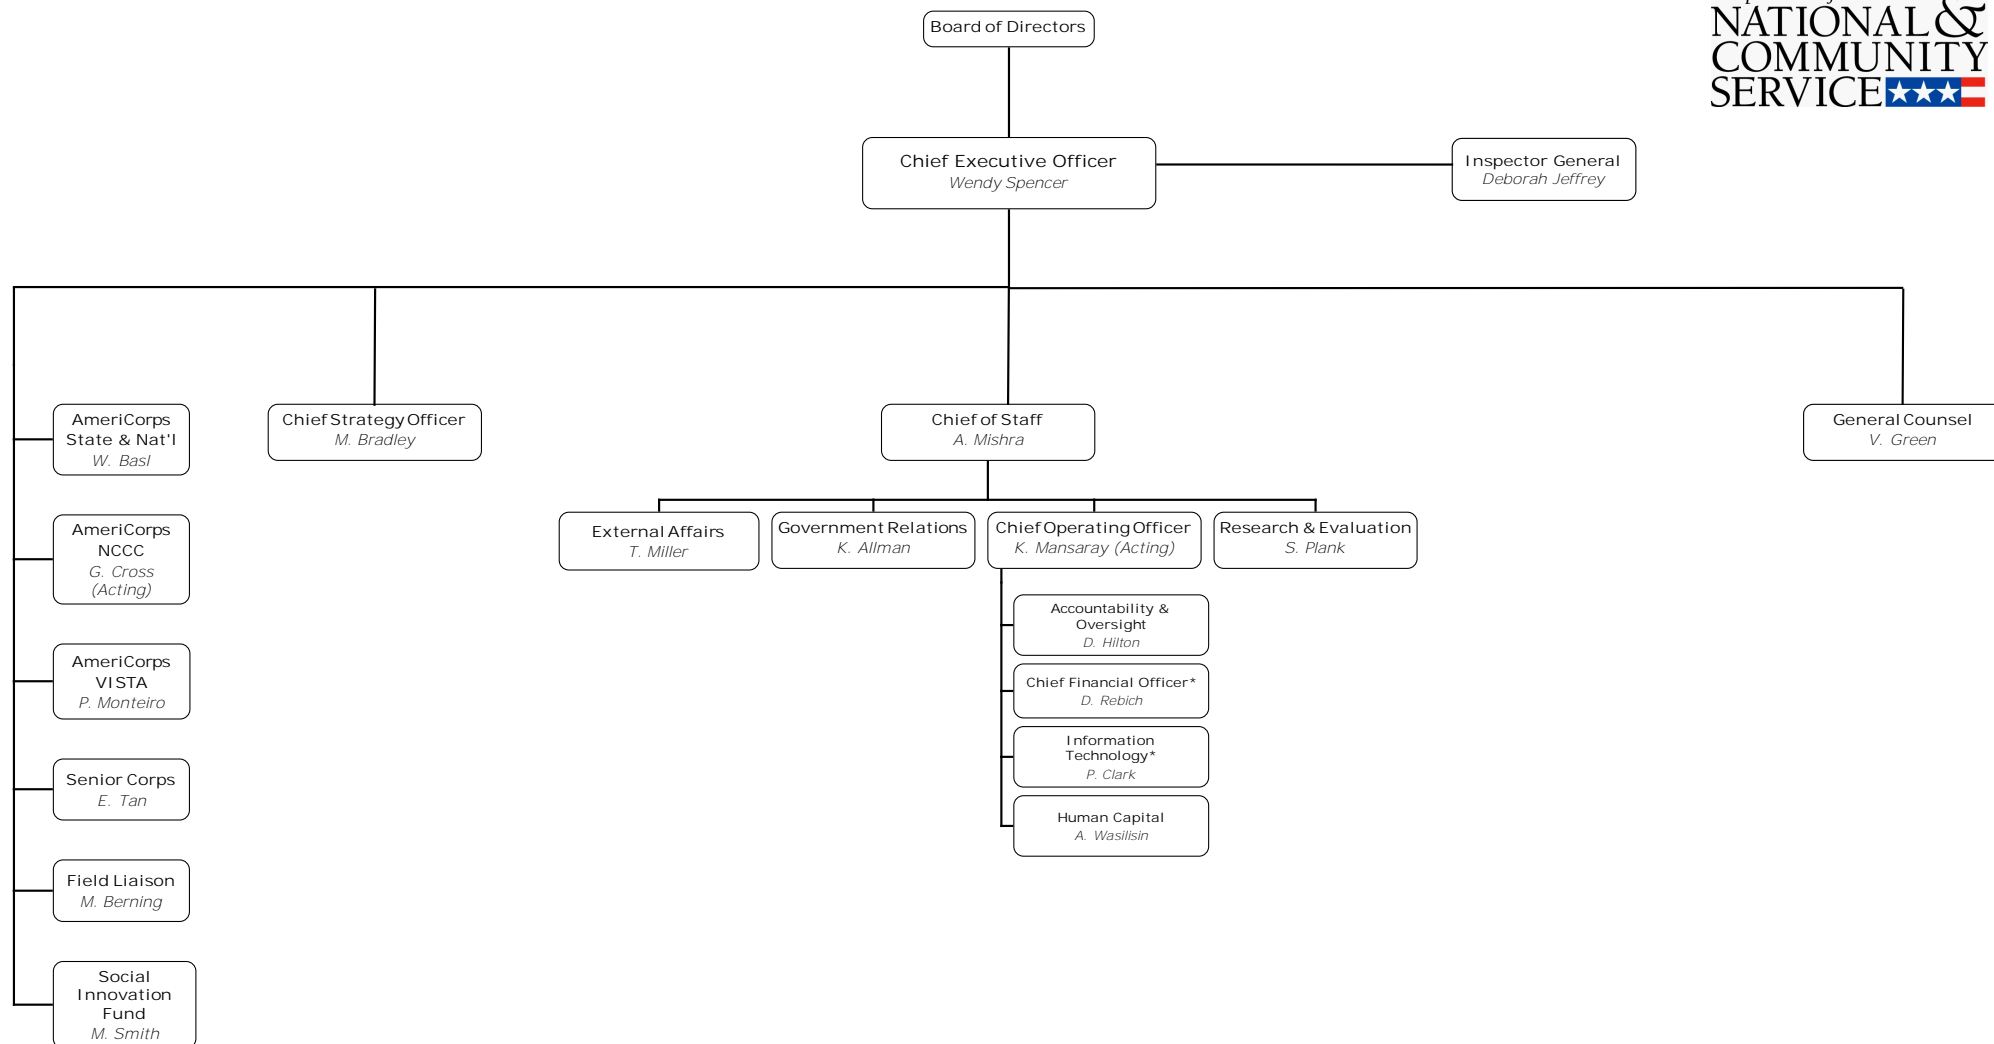 Board of Directors
NATIONAL &
COMMUNITY
SERVICE
Chief Executive Officer
Wendy Spencer
Inspector General
Deborah Jeffrey
AmeriCorps
State & Nat'l
W. Basl
Chief Strategy Officer
M. Bradley
Chief of Staff
A. Mishra
General Counsel
V. Green
External Affairs
T. Miller
Government Relations
K. Allman
Chief Operating Officer
K. Mansaray (Acting)
Research & Evaluation
S. Plank
AmeriCorps
NCCC
G. Cross
(Acting)
Accountability &
Oversight
D. Hilton
AmeriCorps
VISTA
P. Monteiro
Chief Financial Officer*
D. Rebich
Information
Technology*
P. Clark
Senior Corps
E. Tan
Human Capital
A. Wasilisin
Field Liaison
M. Berning
Social
Innovation
Fund
M. Smith